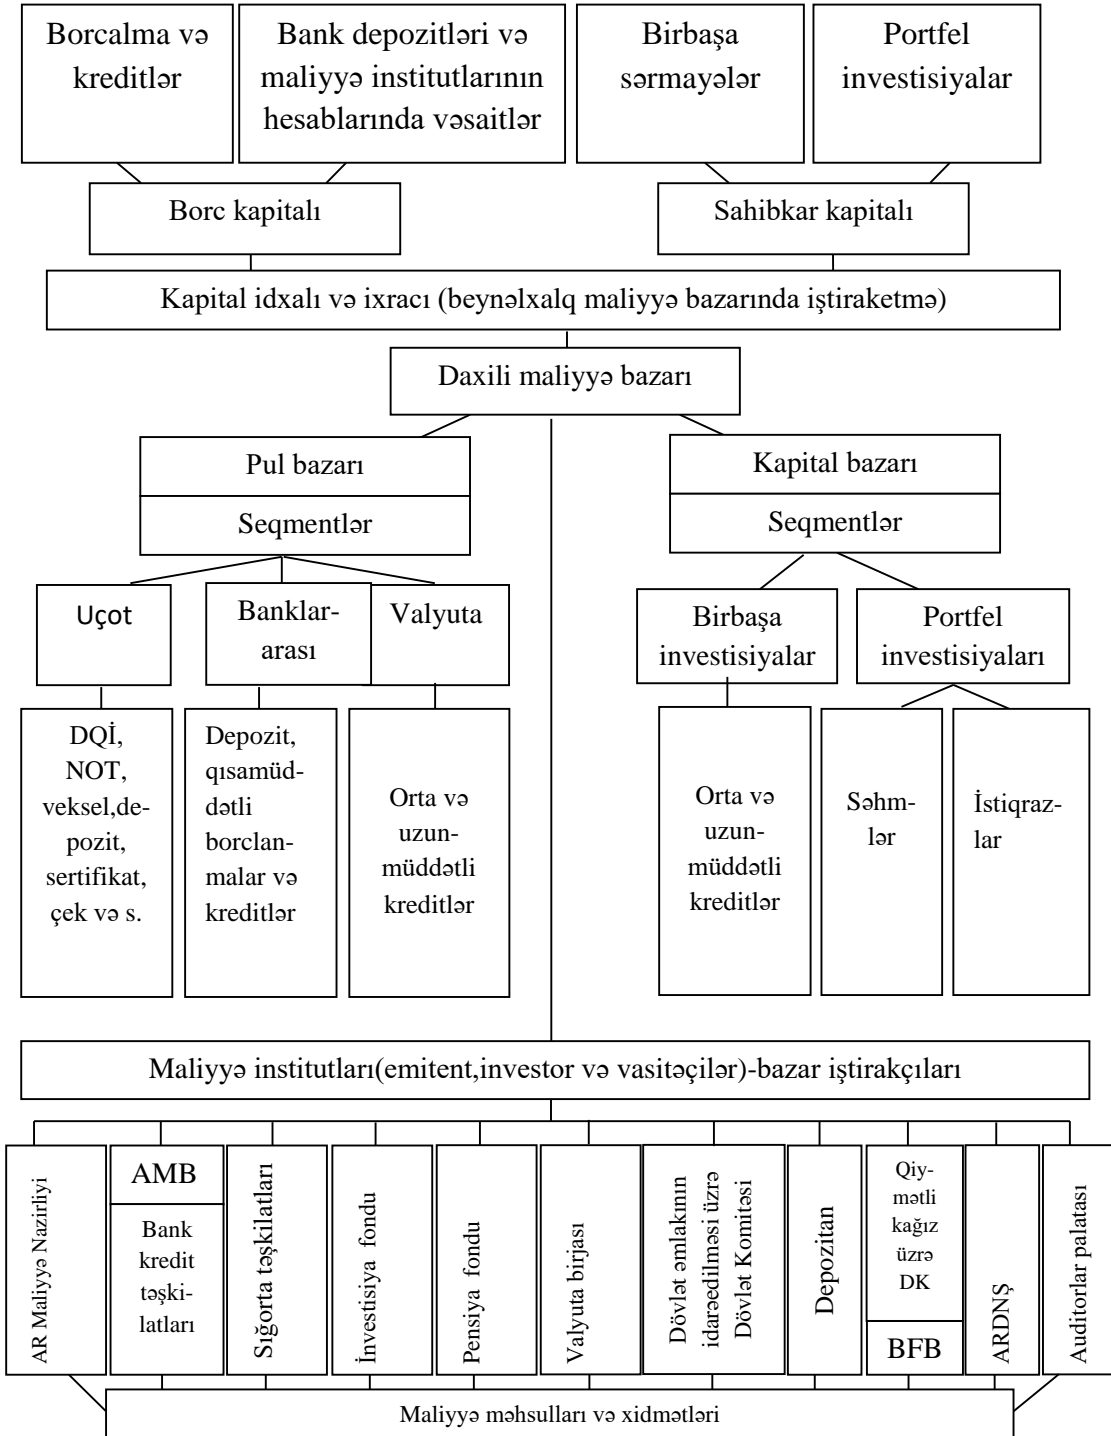 Borcalma və
kreditlər
Bank depozitləri və
maliyyə institutlarının
hesablarında vəsaitlər
Birbaşa
sərmayələr
Portfel
investisiyalar
Borc kapitalı
Sahibkar kapitalı
Kapital idxalı və ixracı (beynəlxalq maliyyə bazarında iştiraketmə)
Daxili maliyyə bazarı
Pul bazarı
Seqmentlər
Kapital bazarı
Seqmentlər
Uçot
Banklar-
arası
Valyuta
Birbaşa
investisiyalar
Portfel
investisiyaları
DQİ,
NOT,
veksel,de-
pozit,
sertifikat,
çek və s.
Depozit,
qısamüd-
dətli
borclan-
malar və
kreditlər
Orta və
uzun-
müddətli
kreditlər
Orta və
uzun-
müddətli
kreditlər
Səhm-
lər
İstiqraz-
lar
Maliyyə institutları(emitent,investor və vasitəçilər)-bazar iştirakçıları
AR Maliyyə Nazirliyi
AMB
Bank
kredit
təşki-
latları
Sığorta təşkilatları
İnvestisiya fondu
Pensiya fondu
Valyuta birjası
Dövlət əmlakının
idarəedilməsi üzrə
Dövlət Komitəsi
Depozitan
Qiy-
mətli
kağız
üzrə
DK
BFB
ARDNŞ
Auditorlar palatası
Maliyyə məhsulları və xidmətləri